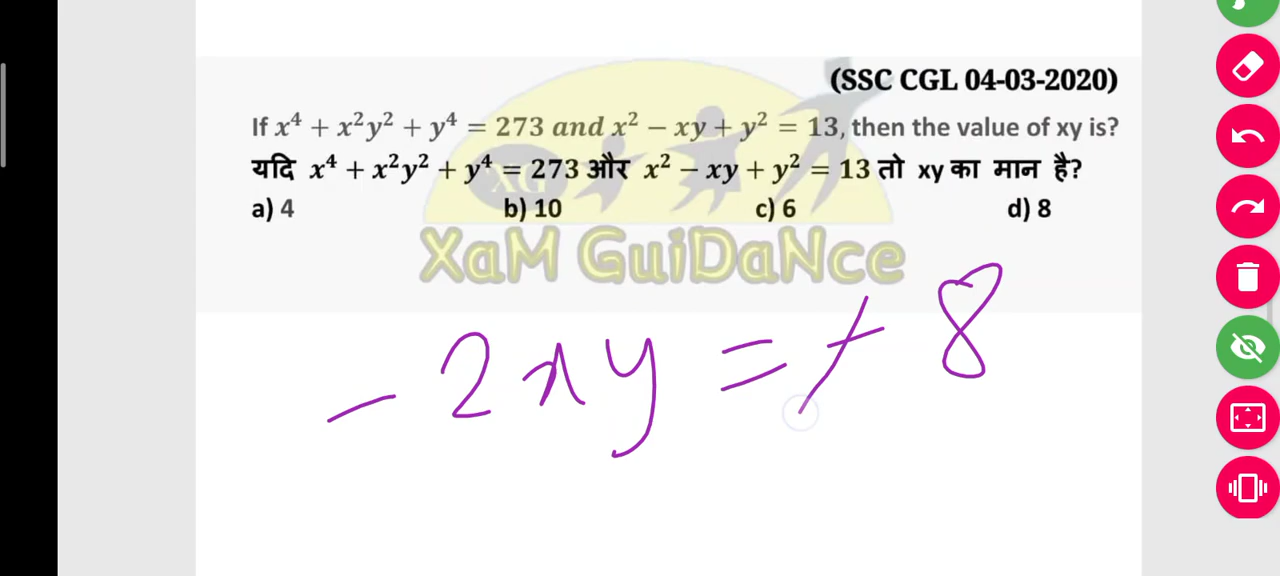 (SSC CGL 04-03-2020)
If x⁴ + x²y² + y⁴ = 273 and x² − xy + y² = 13, then the value of xy is?
यदि x⁴ + x²y² + y⁴ = 273 और x² − xy + y² = 13 तो xy का मान है?
a) 4 b) 10 c) 6 d) 8
XG
XaM GuiDaNce
− 2xy = ⁄− 8